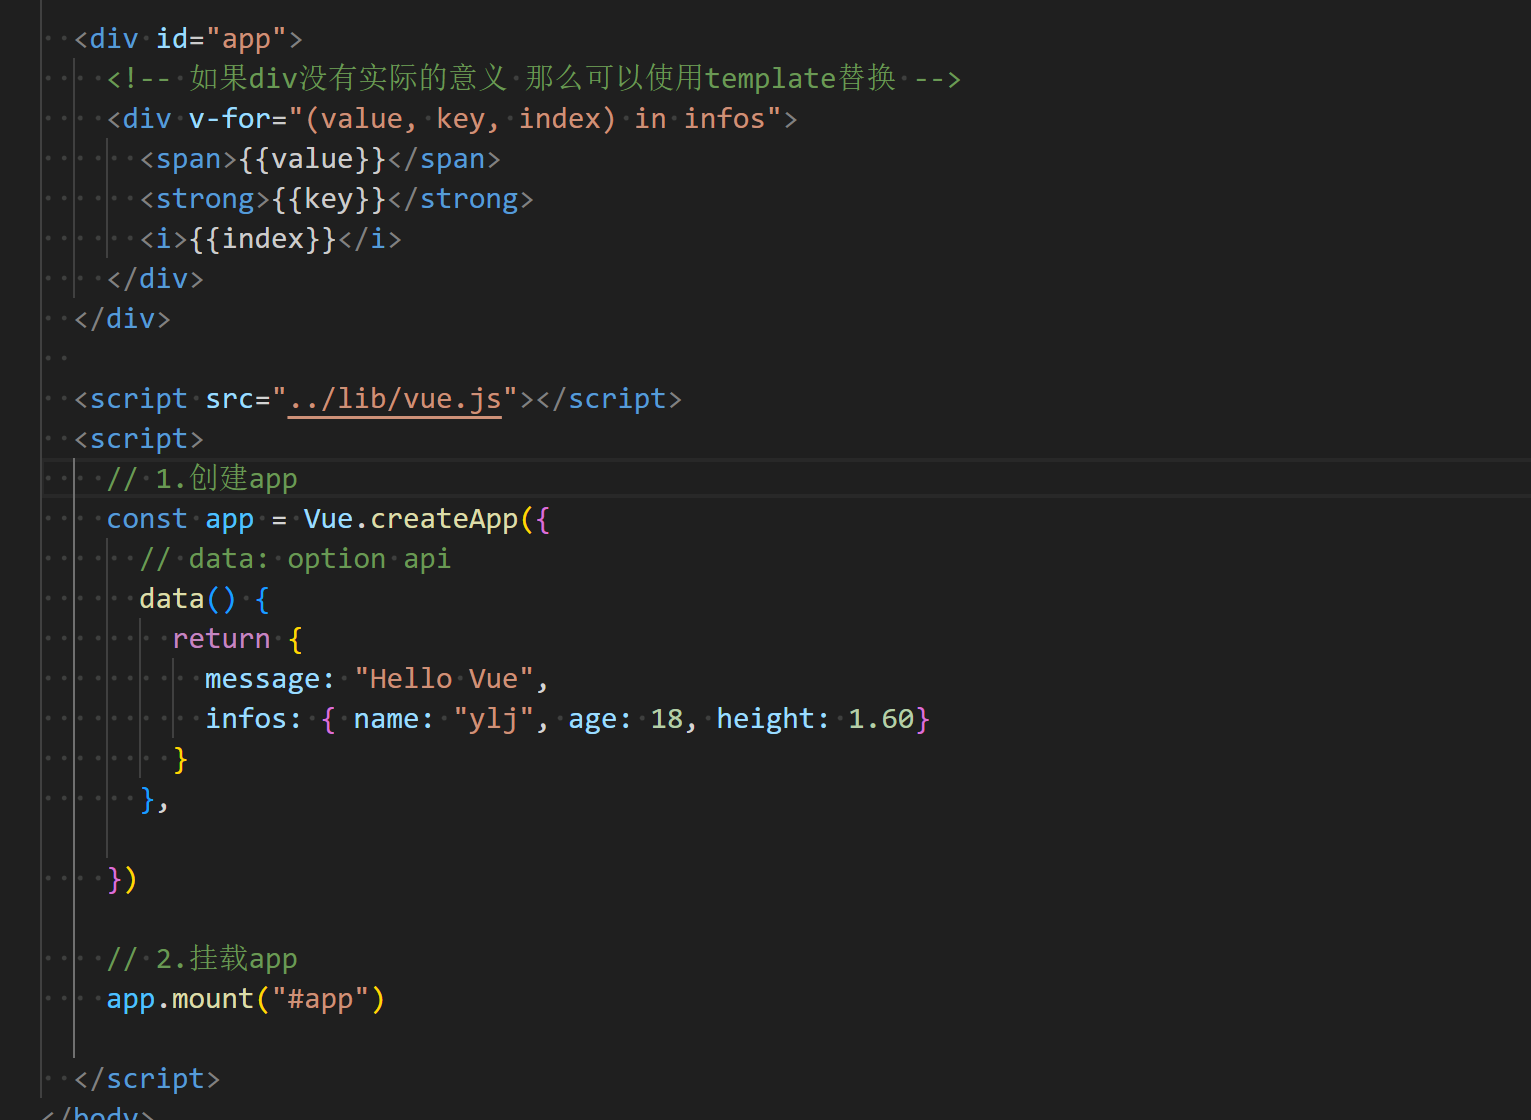 <div id="app">
<!-- 如果div没有实际的意义 那么可以使用template替换 -->
<div v-for="(value, key, index) in infos">
<span>{{value}}</span>
<strong>{{key}}</strong>
<i>{{index}}</i>
</div>
</div>
<script src="../lib/vue.js"></script>
<script>
// 1.创建app
const app = Vue.createApp({
// data: option api
data() {
return {
message: "Hello Vue",
infos: { name: "ylj", age: 18, height: 1.60}
}
},
})
// 2.挂载app
app.mount("#app")
</script>
</body>